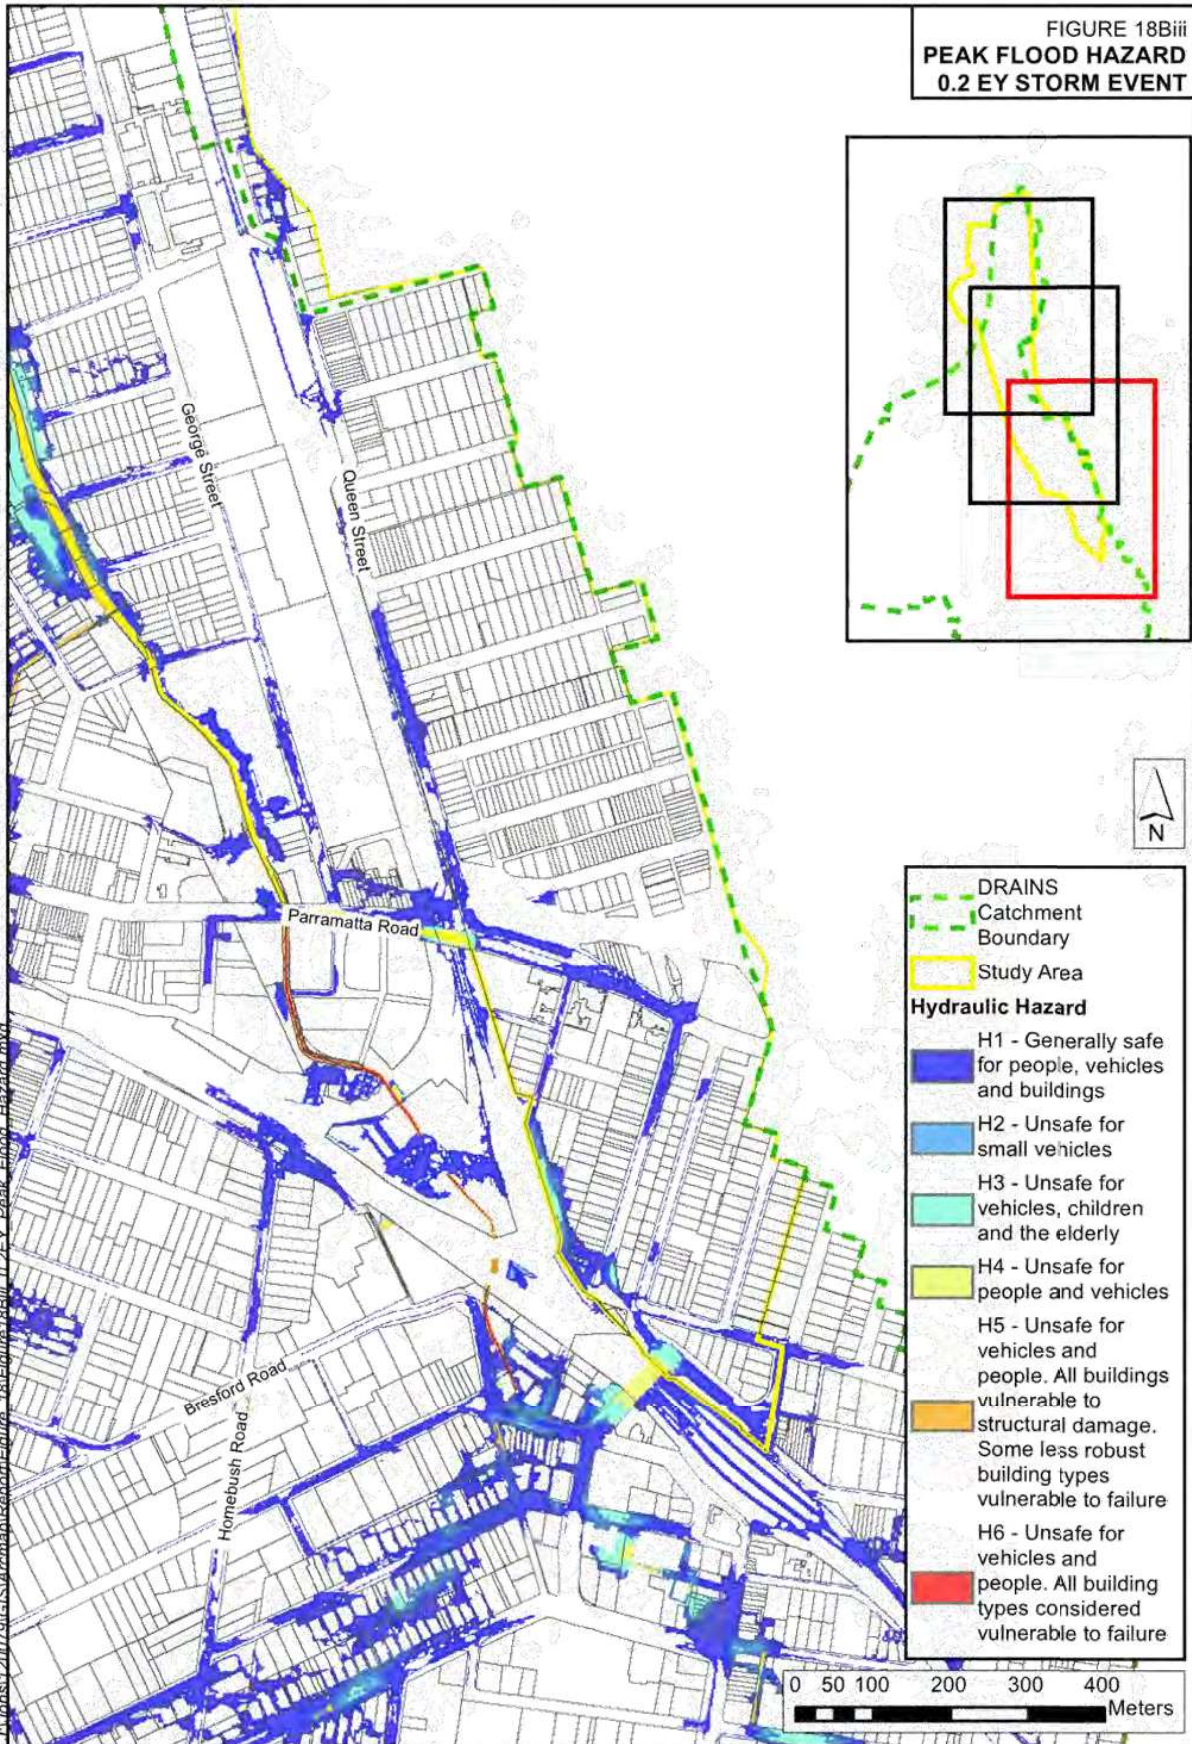 FIGURE 18Biii
PEAK FLOOD HAZARD
0.2 EY STORM EVENT
George Street
Queen Street
Parramatta Road
Bresford Road
Homebush Road
N
DRAINS
Catchment
Boundary
Study Area
Hydraulic Hazard
H1 - Generally safe
for people, vehicles
and buildings
H2 - Unsafe for
small vehicles
H3 - Unsafe for
vehicles, children
and the elderly
H4 - Unsafe for
people and vehicles
H5 - Unsafe for
vehicles and
people. All buildings
vulnerable to
structural damage.
Some less robust
building types
vulnerable to failure
H6 - Unsafe for
vehicles and
people. All building
types considered
vulnerable to failure
0 50 100 200 300 400
Meters